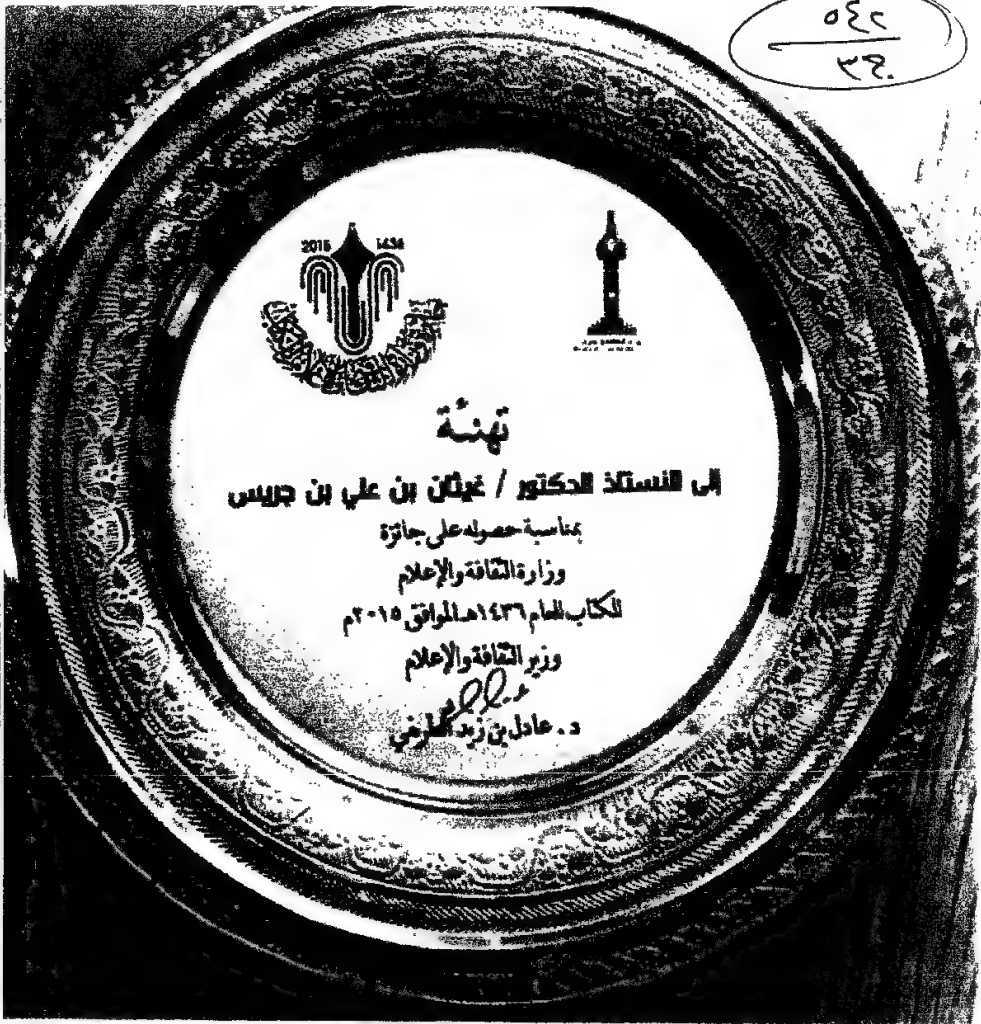 ٥٤٢
٣٩٠
2015 1436
تهنئة
إلى الأستاذ الدكتور / غيثان بن علي بن جريس
بمناسبة حصوله على جائزة
وزارة الثقافة والإعلام
للكتاب للعام ١٤٣٦هـ الموافق ٢٠١٥م
وزير الثقافة والإعلام
د. عادل بن زيد الطريفي